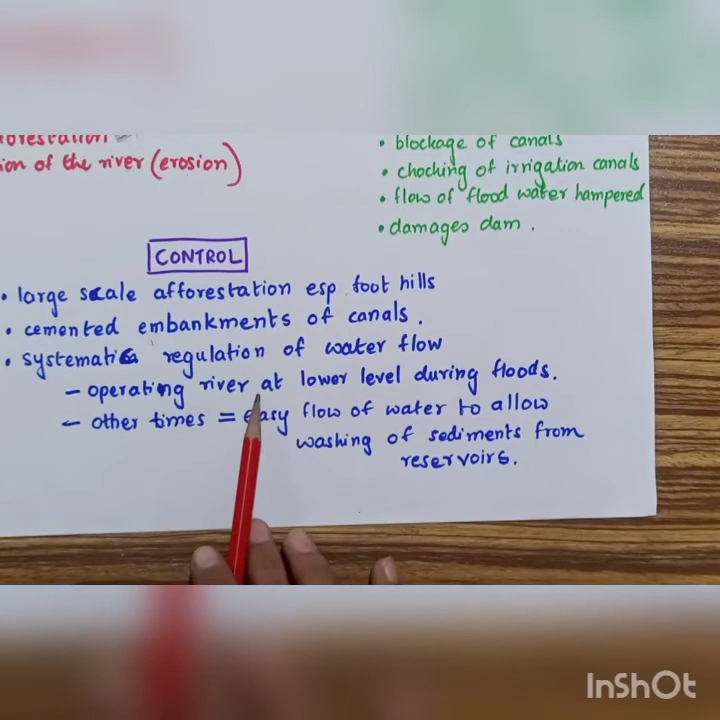 ion of the river (erosion)
• blockage of canals
• chocking of irrigation canals
• flow of flood water hampered
• damages dam .
CONTROL
• large scale afforestation esp foot hills
• cemented embankments of canals .
• systematic regulation of water flow
– operating river at lower level during floods.
– other times = easy flow of water to allow
washing of sediments from
reservoirs.
InShOt